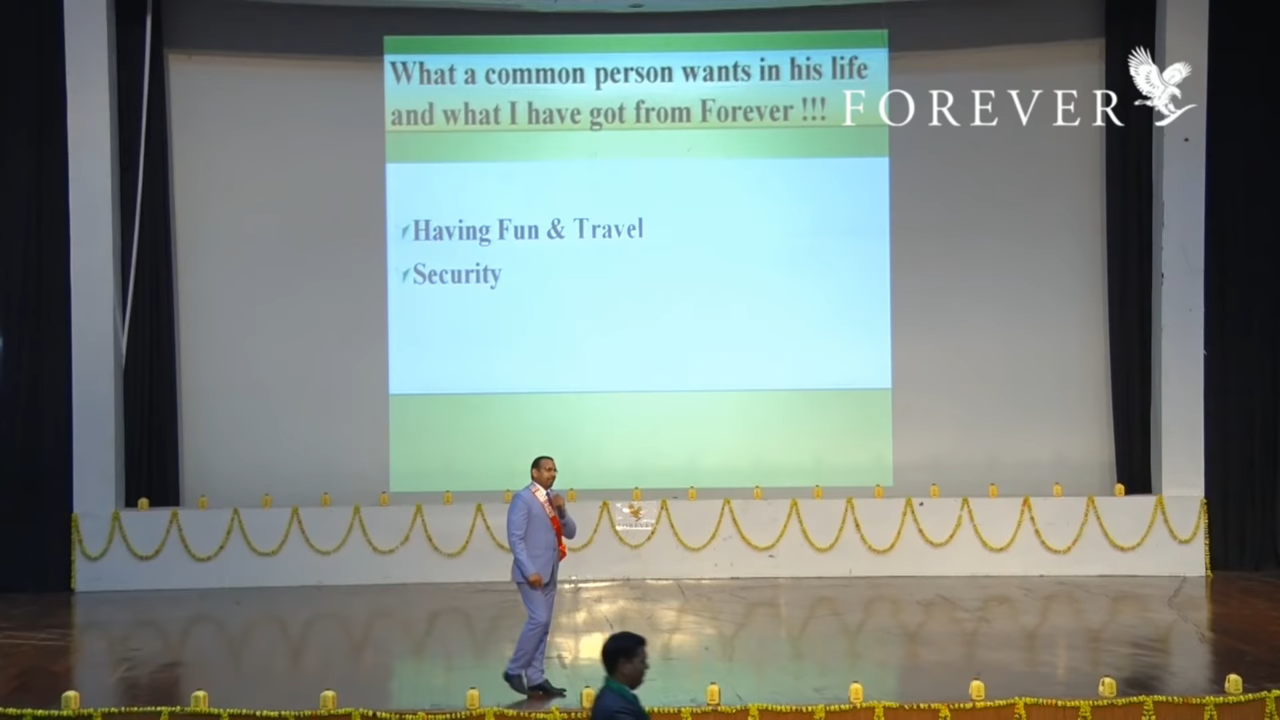 What a common person wants in his life
and what I have got from Forever !!!
FOREVER
Having Fun & Travel
Security